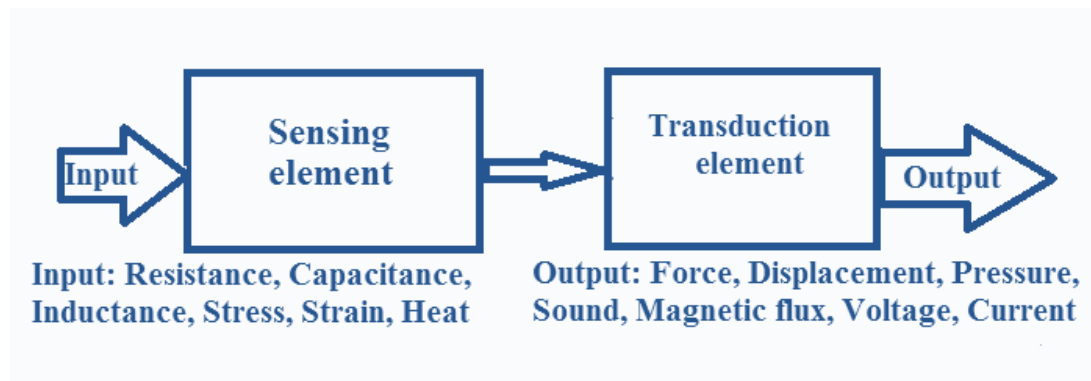 Sensing
element
Transduction
element
Input
Output
Input: Resistance, Capacitance,
Inductance, Stress, Strain, Heat
Output: Force, Displacement, Pressure,
Sound, Magnetic flux, Voltage, Current